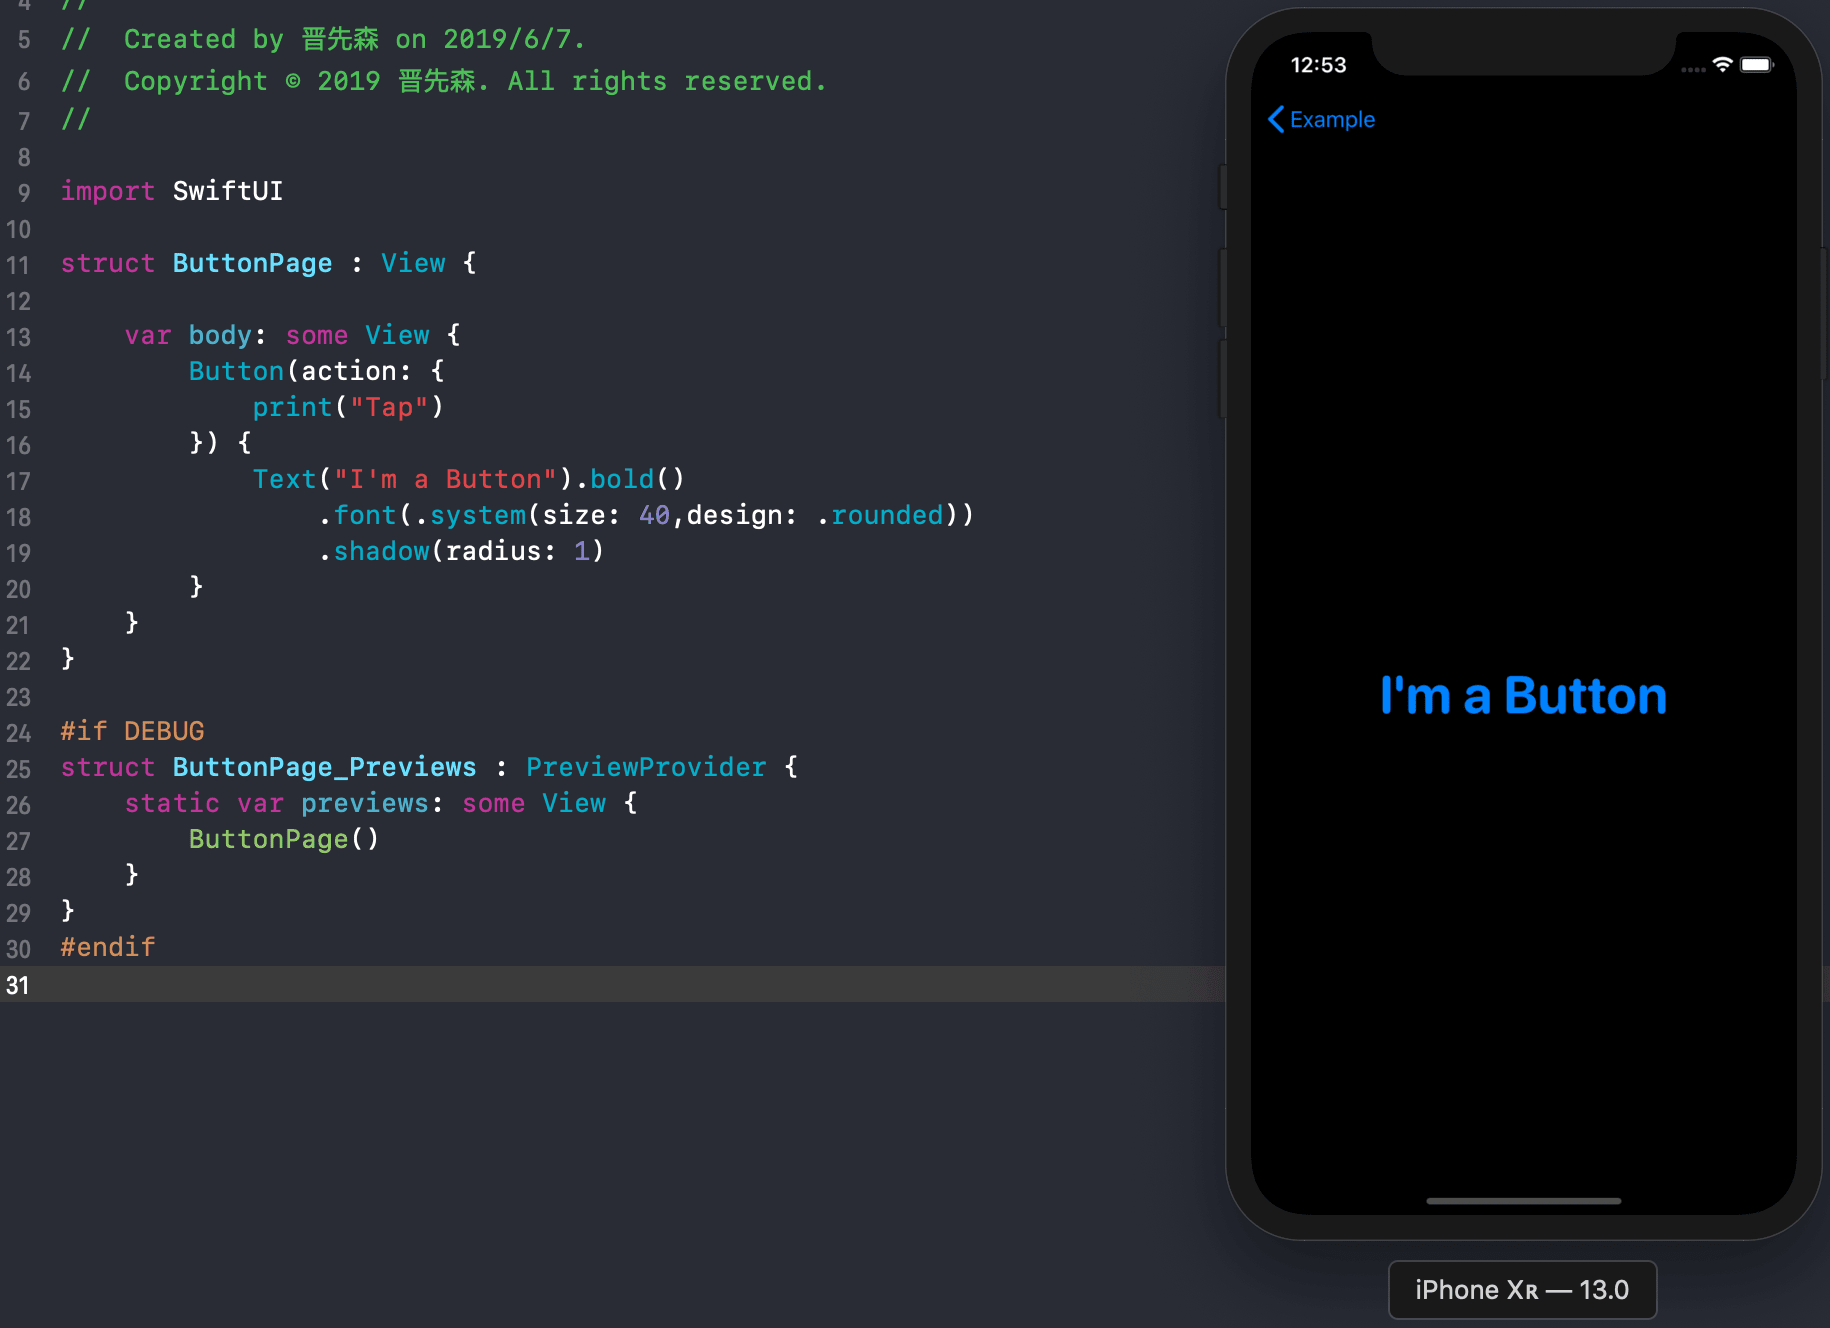 4 //
5 //  Created by 晋先森 on 2019/6/7.
6 //  Copyright © 2019 晋先森. All rights reserved.
7 //
8
9 import SwiftUI
10
11 struct ButtonPage : View {
12
13     var body: some View {
14         Button(action: {
15             print("Tap")
16         }) {
17             Text("I'm a Button").bold()
18                 .font(.system(size: 40,design: .rounded))
19                 .shadow(radius: 1)
20         }
21     }
22 }
23
24 #if DEBUG
25 struct ButtonPage_Previews : PreviewProvider {
26     static var previews: some View {
27         ButtonPage()
28     }
29 }
30 #endif
31
12:53
Example
I'm a Button
iPhone Xʀ — 13.0